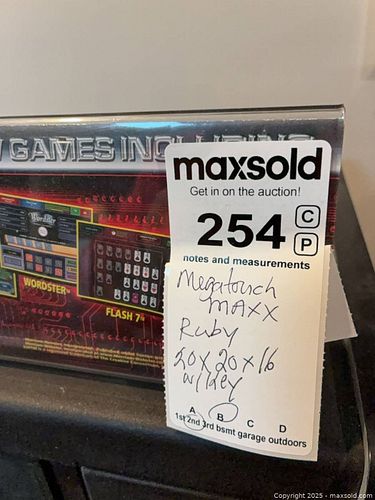 GAMES INCLUDING
maxsold
Get in on the auction!
254
C
P
notes and measurements
Megatouch
MAXX
Ruby
20x20x16
w/key
A B C D
1st 2nd 3rd bsmt garage outdoors
Wordster
WORDSTER
FLASH 7
Copyright 2025 - maxsold.com